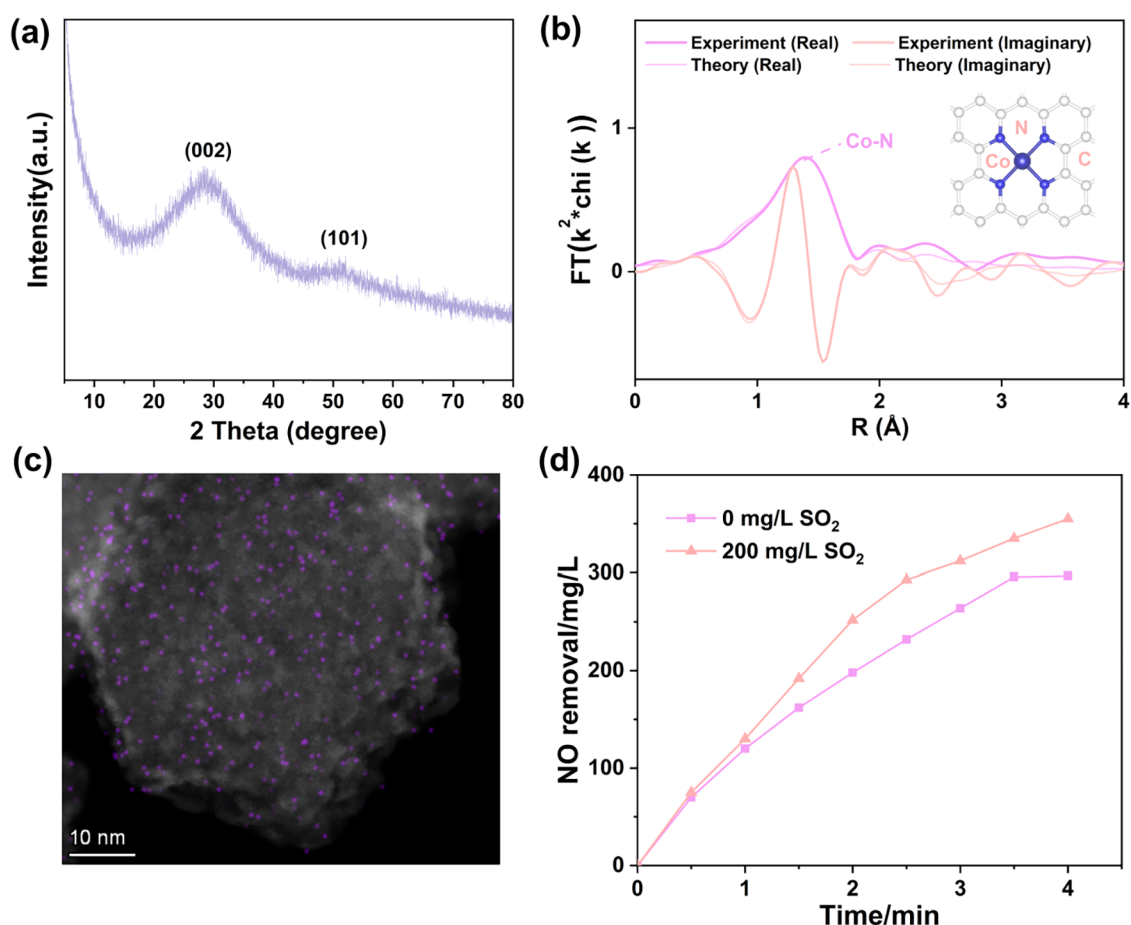 (a)
(002)
(101)
Intensity(a.u.)
10 20 30 40 50 60 70 80
2 Theta (degree)
(b)
Experiment (Real) Experiment (Imaginary)
Theory (Real) Theory (Imaginary)
Co-N
N
Co
C
1
0
FT(k²*chi (k ))
0 1 2 3 4
R (Å)
(c)
10 nm
(d)
0 mg/L SO₂
200 mg/L SO₂
400
300
200
100
0
NO removal/mg/L
0 1 2 3 4
Time/min